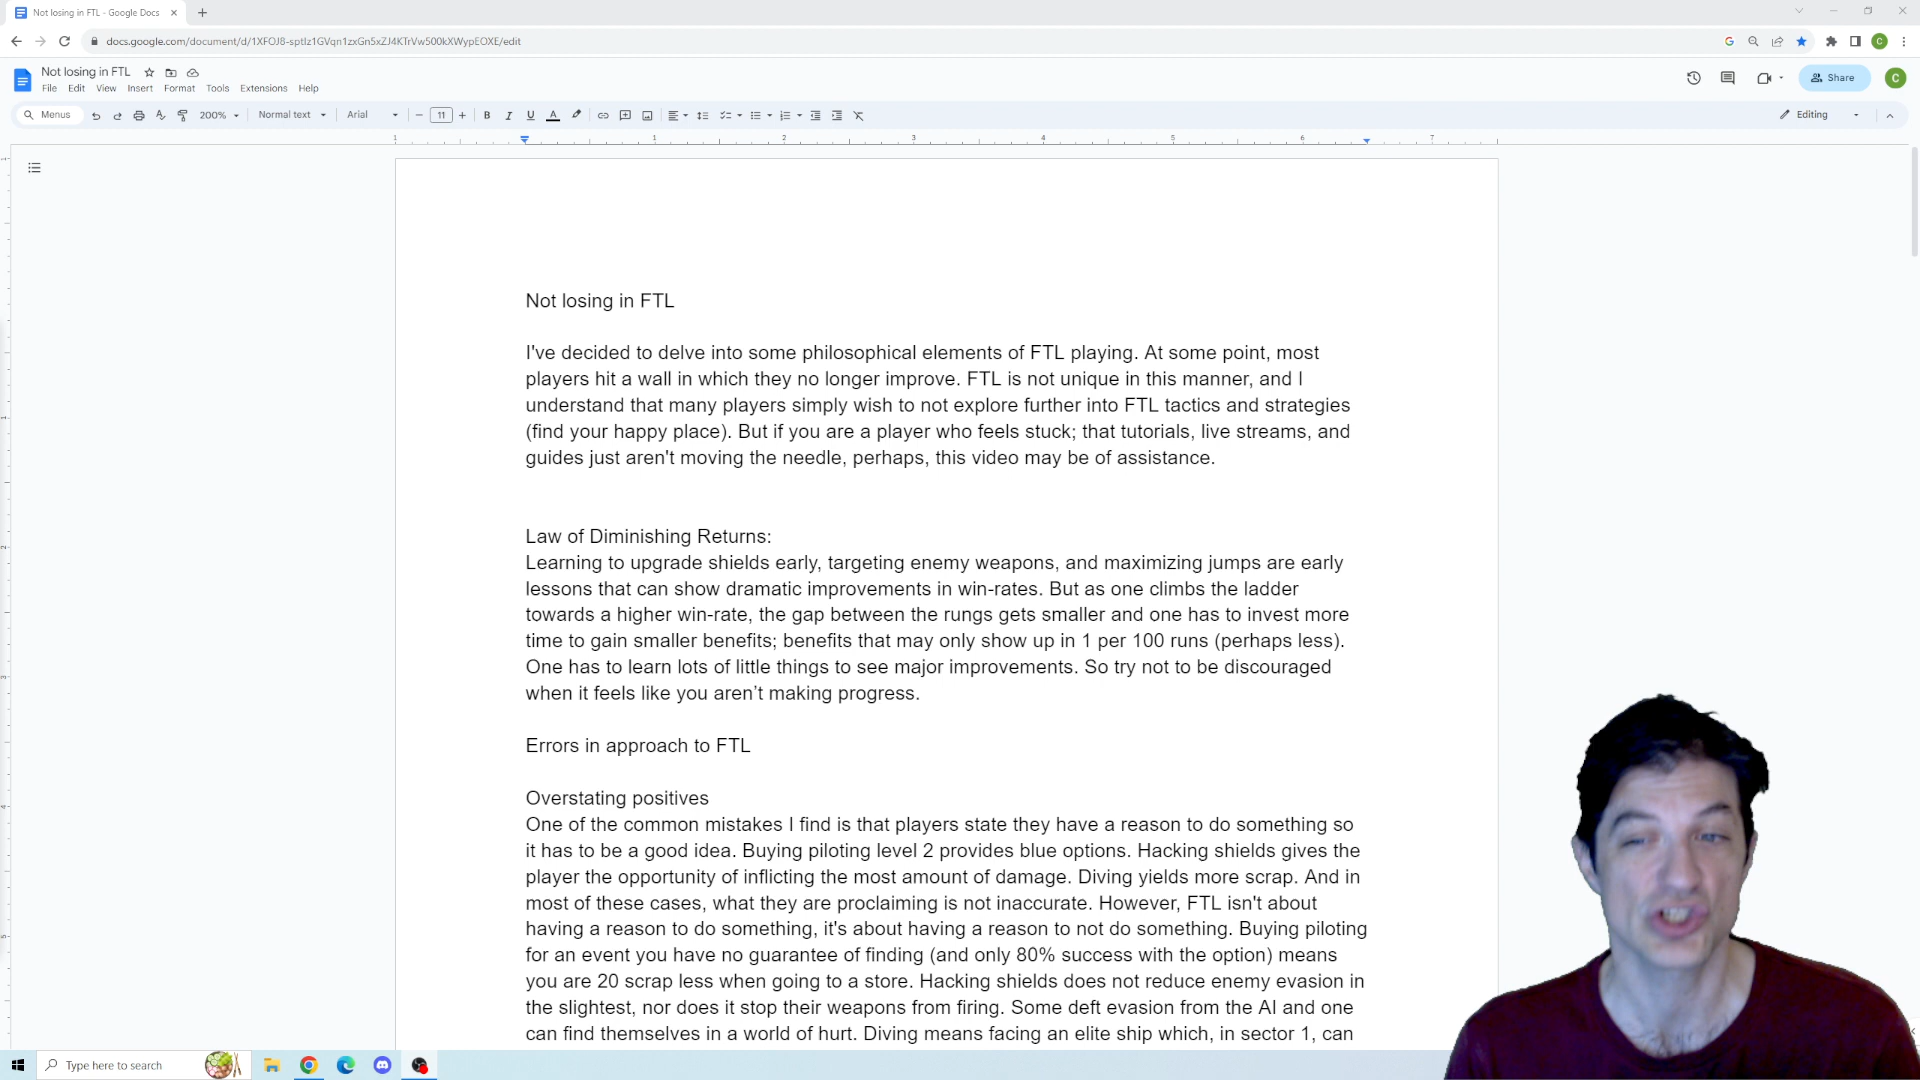 Not losing in FTL - Google Docs
docs.google.com/document/d/1XFOJ8-sptIz1GVqn1zxGn5xZJ4KTrVw500kXWypEOXE/edit
Not losing in FTL
File Edit View Insert Format Tools Extensions Help
Share
C
Menus 200% Normal text Arial 11 Editing
1 1 2 3 4 5 6 7
Not losing in FTL
I've decided to delve into some philosophical elements of FTL playing. At some point, most
players hit a wall in which they no longer improve. FTL is not unique in this manner, and I
understand that many players simply wish to not explore further into FTL tactics and strategies
(find your happy place). But if you are a player who feels stuck; that tutorials, live streams, and
guides just aren't moving the needle, perhaps, this video may be of assistance.
Law of Diminishing Returns:
Learning to upgrade shields early, targeting enemy weapons, and maximizing jumps are early
lessons that can show dramatic improvements in win-rates. But as one climbs the ladder
towards a higher win-rate, the gap between the rungs gets smaller and one has to invest more
time to gain smaller benefits; benefits that may only show up in 1 per 100 runs (perhaps less).
One has to learn lots of little things to see major improvements. So try not to be discouraged
when it feels like you aren’t making progress.
Errors in approach to FTL
Overstating positives
One of the common mistakes I find is that players state they have a reason to do something so
it has to be a good idea. Buying piloting level 2 provides blue options. Hacking shields gives the
player the opportunity of inflicting the most amount of damage. Diving yields more scrap. And in
most of these cases, what they are proclaiming is not inaccurate. However, FTL isn't about
having a reason to do something, it's about having a reason to not do something. Buying piloting
for an event you have no guarantee of finding (and only 80% success with the option) means
you are 20 scrap less when going to a store. Hacking shields does not reduce enemy evasion in
the slightest, nor does it stop their weapons from firing. Some deft evasion from the AI and one
can find themselves in a world of hurt. Diving means facing an elite ship which, in sector 1, can
Type here to search